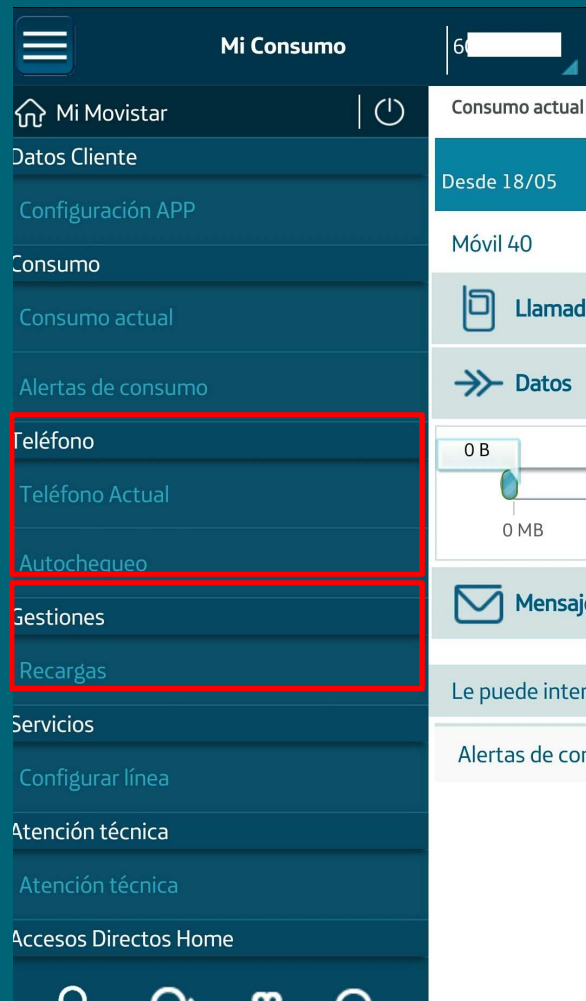 Mi Consumo
6
Mi Movistar
Datos Cliente
Configuración APP
Consumo
Consumo actual
Alertas de consumo
Teléfono
Teléfono Actual
Autochequeo
Gestiones
Recargas
Servicios
Configurar línea
Atención técnica
Atención técnica
Accesos Directos Home
Consumo actual
Desde 18/05
Móvil 40
Llamad
Datos
0 B
0 MB
Mensaj
Le puede inter
Alertas de co